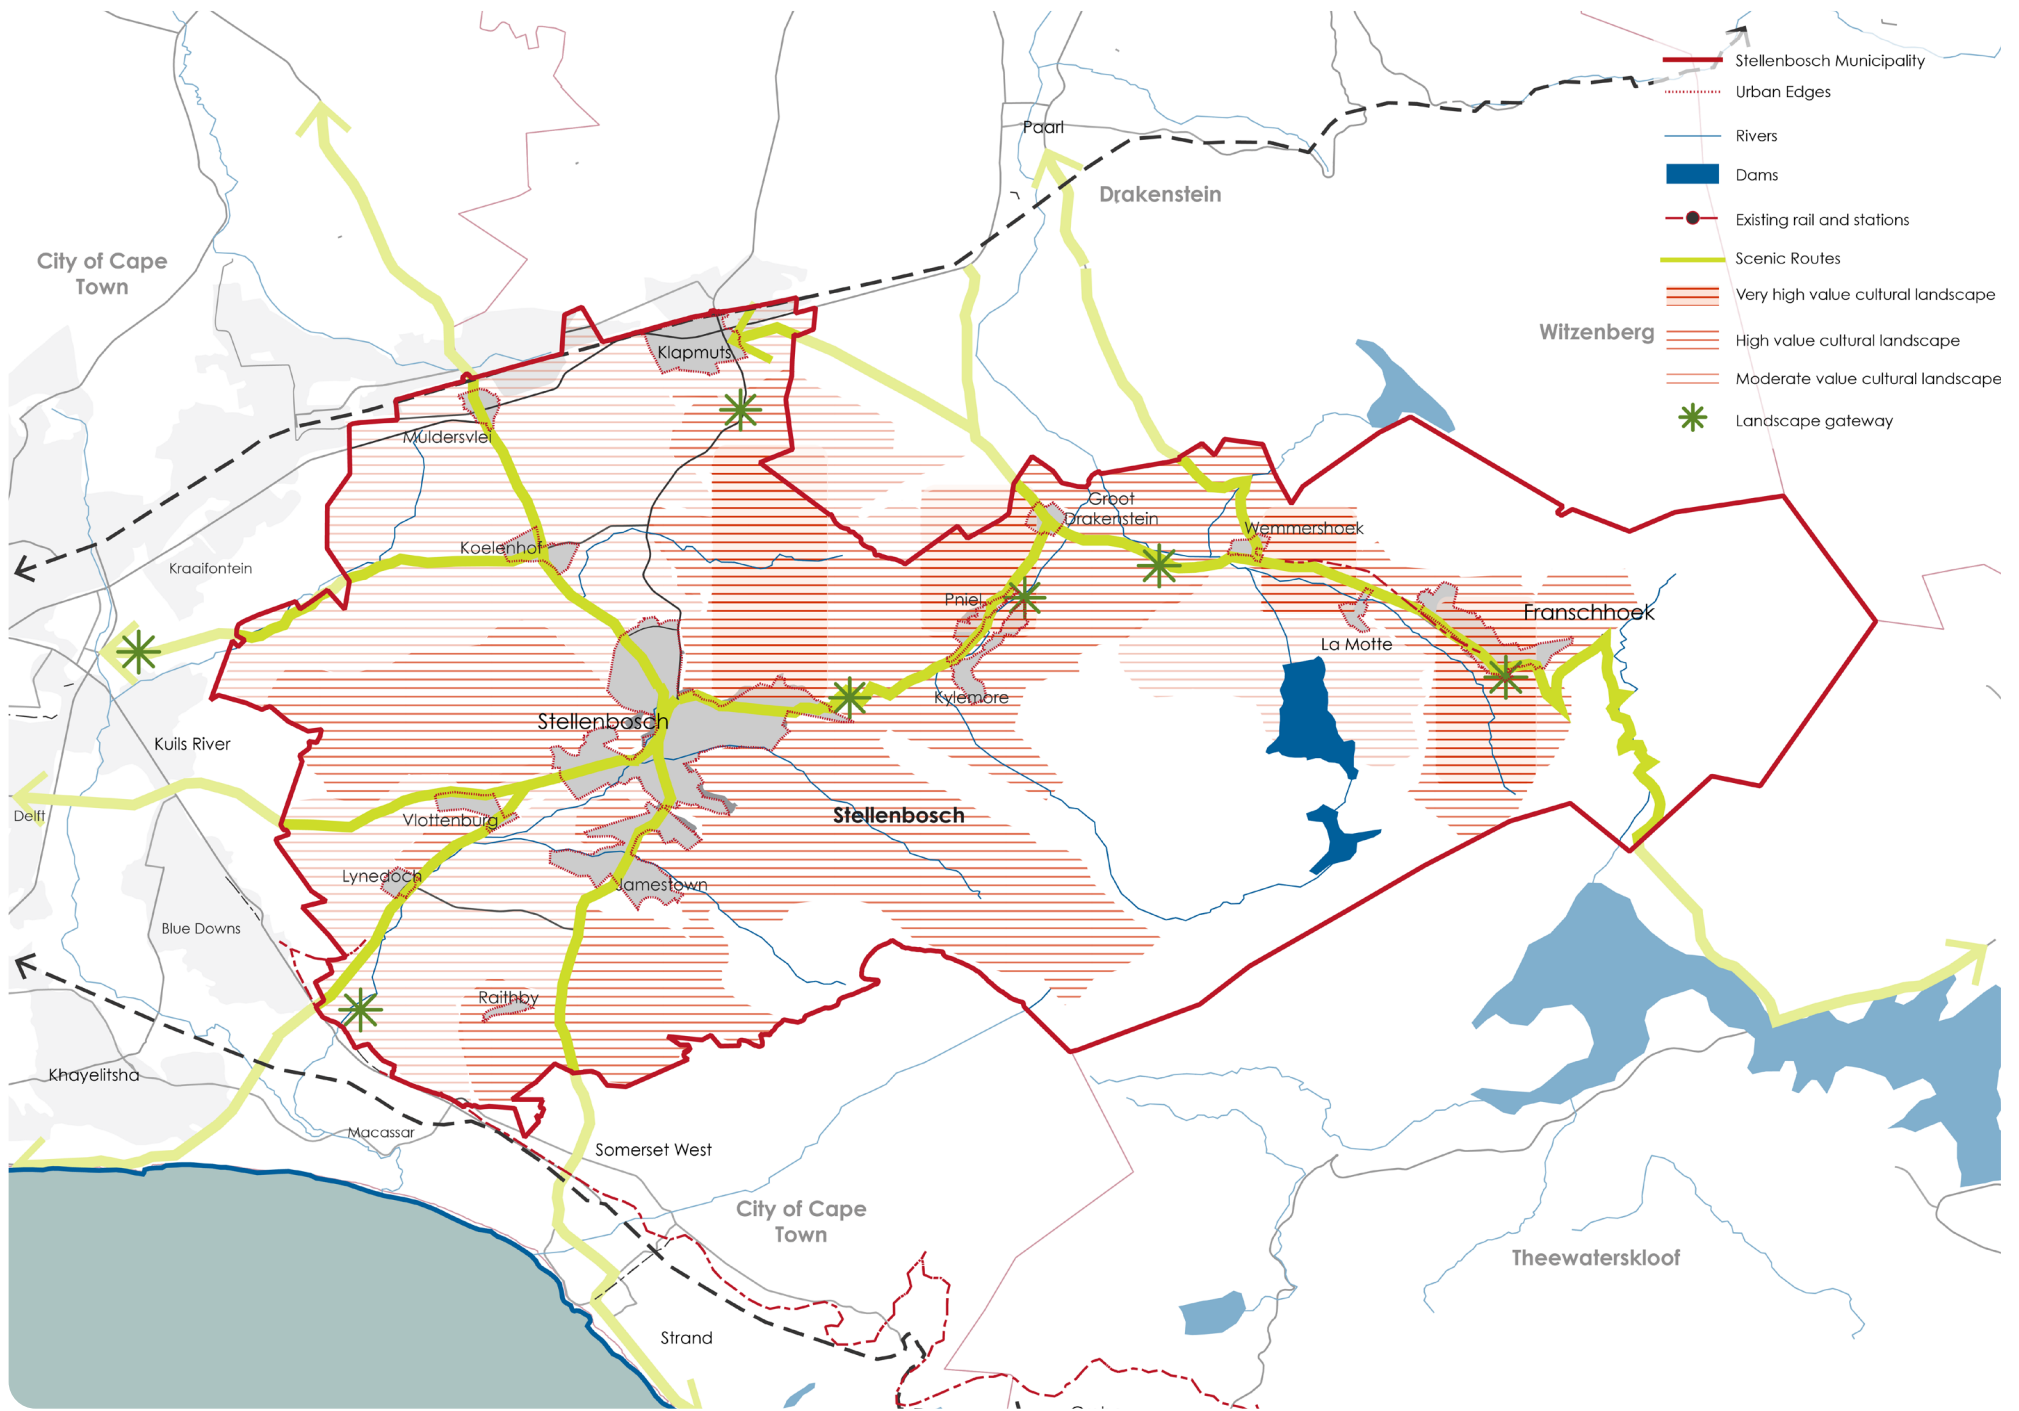 Stellenbosch Municipality
Urban Edges
Rivers
Dams
Existing rail and stations
Scenic Routes
Very high value cultural landscape
High value cultural landscape
Moderate value cultural landscape
Landscape gateway
Paarl
Drakenstein
City of Cape
Town
Witzenberg
Klapmuts
Muldersvlei
Groot
Drakenstein
Wemmershoek
Koelenhof
Kraaifontein
Pniel
Franschhoek
La Motte
Kylemore
Stellenbosch
Kuils River
Delft
Vlottenburg
Stellenbosch
Lynedoch
Jamestown
Blue Downs
Raithby
Khayelitsha
Macassar
Somerset West
City of Cape
Town
Theewaterskloof
Strand